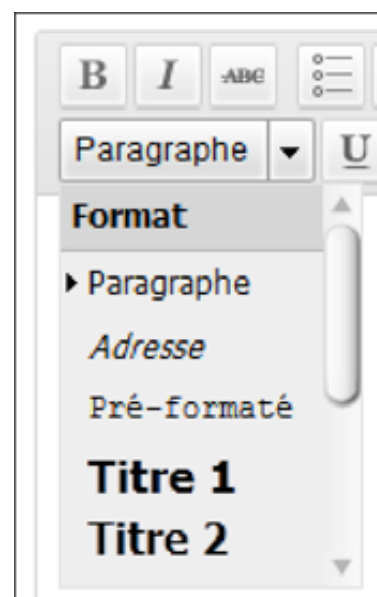 B I ABC
Paragraphe U
Format
Paragraphe
Adresse
Pré-formaté
Titre 1
Titre 2